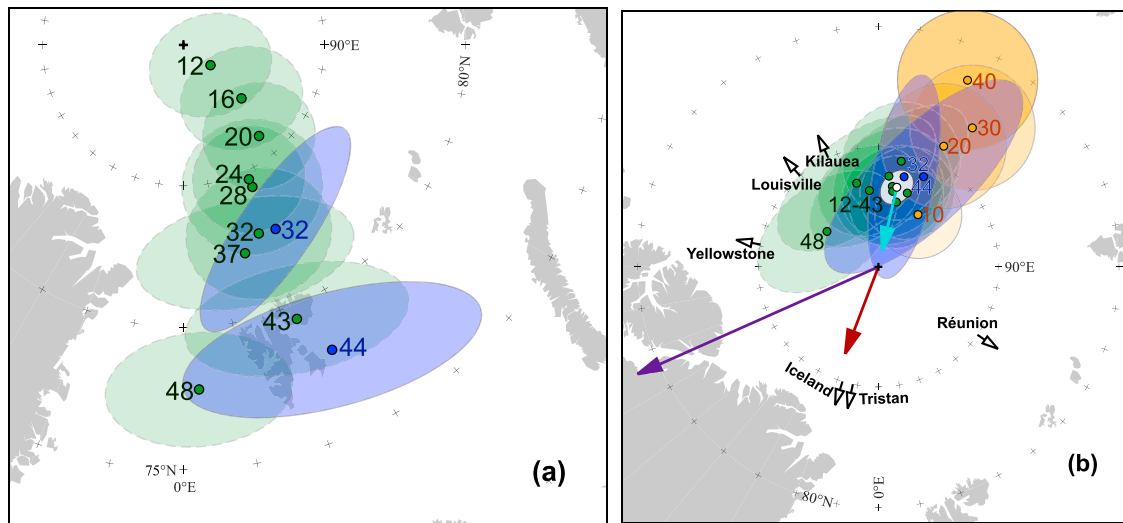 90°E
80°N
12
16
20
24
28
32
32
37
43
44
48
75°N
0°E
(a)
40
30
20
10
Kilauea
Louisville
32
44
12-43
48
Yellowstone
90°E
Réunion
Iceland
Tristan
80°N
0°E
(b)